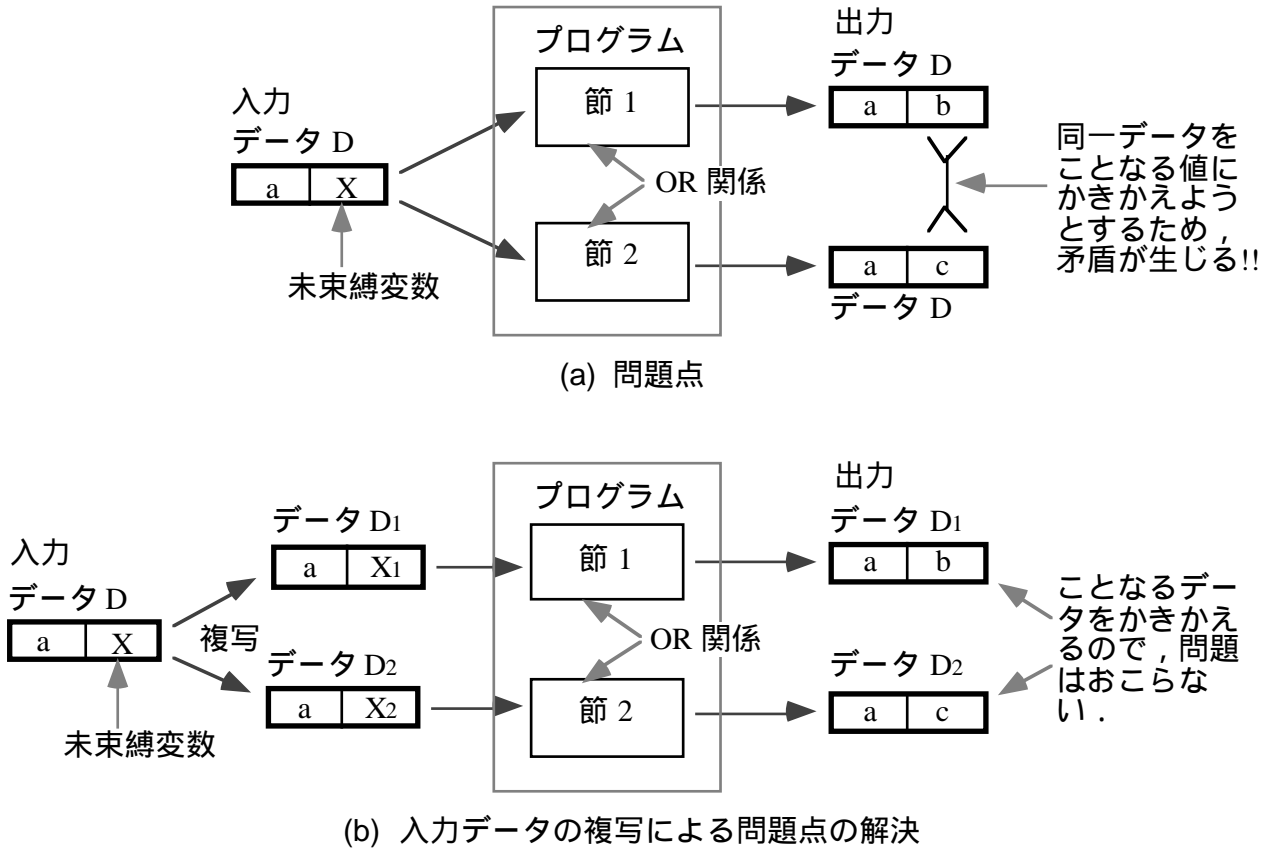 プログラム
出力
データ D
節 1
a b
入力
データ D
a X
OR 関係
同一データを
ことなる値に
かきかえよう
とするため，
矛盾が生じる!!
節 2
a c
データ D
未束縛変数
(a) 問題点
プログラム
出力
データ D1
データ D1
入力
a X1
節 1
a b
データ D
a X
複写
OR 関係
ことなるデー
タをかきかえ
るので，問題
はおこらな
い．
データ D2
データ D2
a X2
節 2
a c
未束縛変数
(b) 入力データの複写による問題点の解決